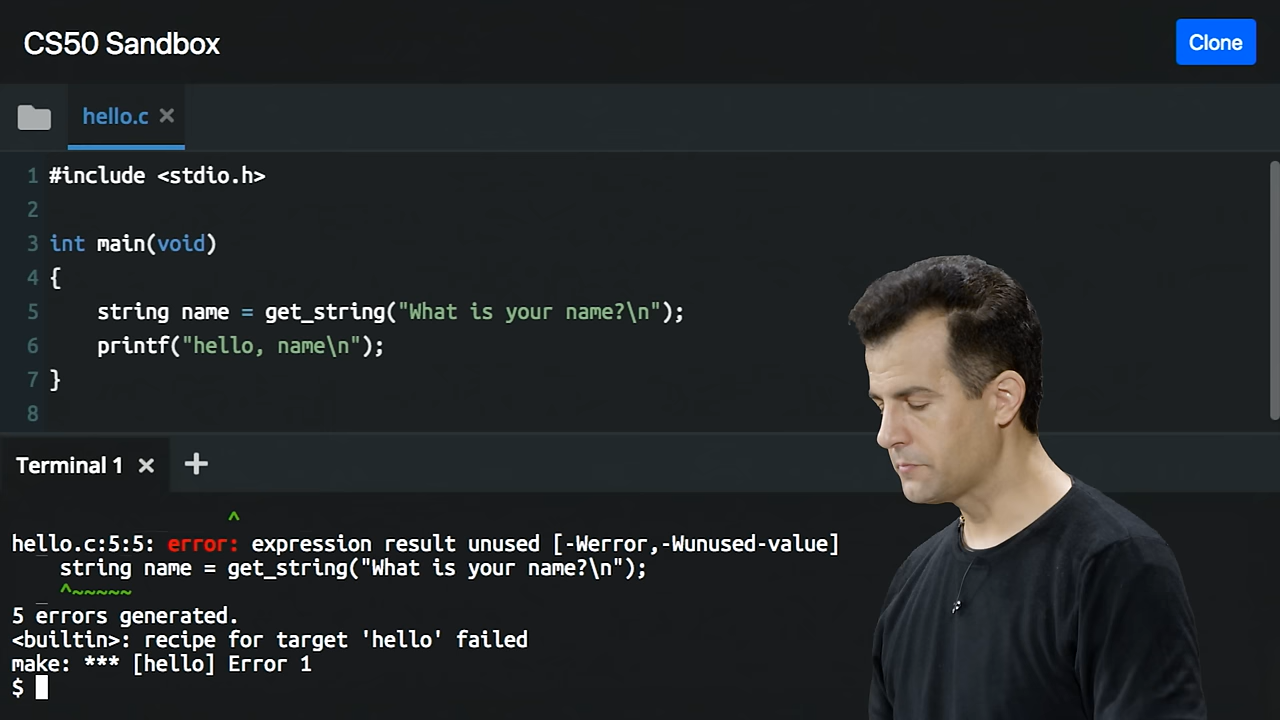 CS50 Sandbox
Clone
hello.c ×
1 #include <stdio.h>
2
3 int main(void)
4 {
5     string name = get_string("What is your name?\n");
6     printf("hello, name\n");
7 }
8
Terminal 1 × +
^
hello.c:5:5: error: expression result unused [-Werror,-Wunused-value]
    string name = get_string("What is your name?\n");
    ^~~~~~
5 errors generated.
<builtin>: recipe for target 'hello' failed
make: *** [hello] Error 1
$